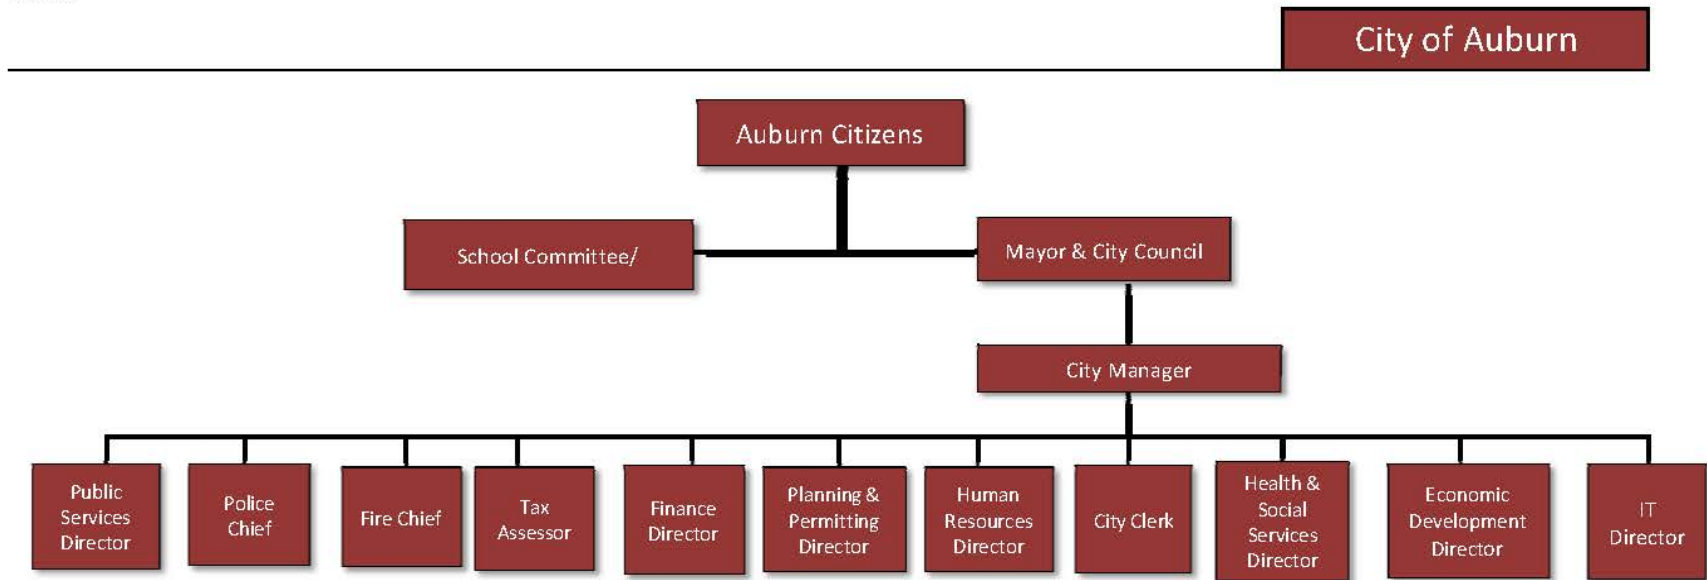 City of Auburn
Auburn Citizens
School Committee/
Mayor & City Council
City Manager
Public
Services
Director
Police
Chief
Fire Chief
Tax
Assessor
Finance
Director
Planning &
Permitting
Director
Human
Resources
Director
City Clerk
Health &
Social
Services
Director
Economic
Development
Director
IT
Director